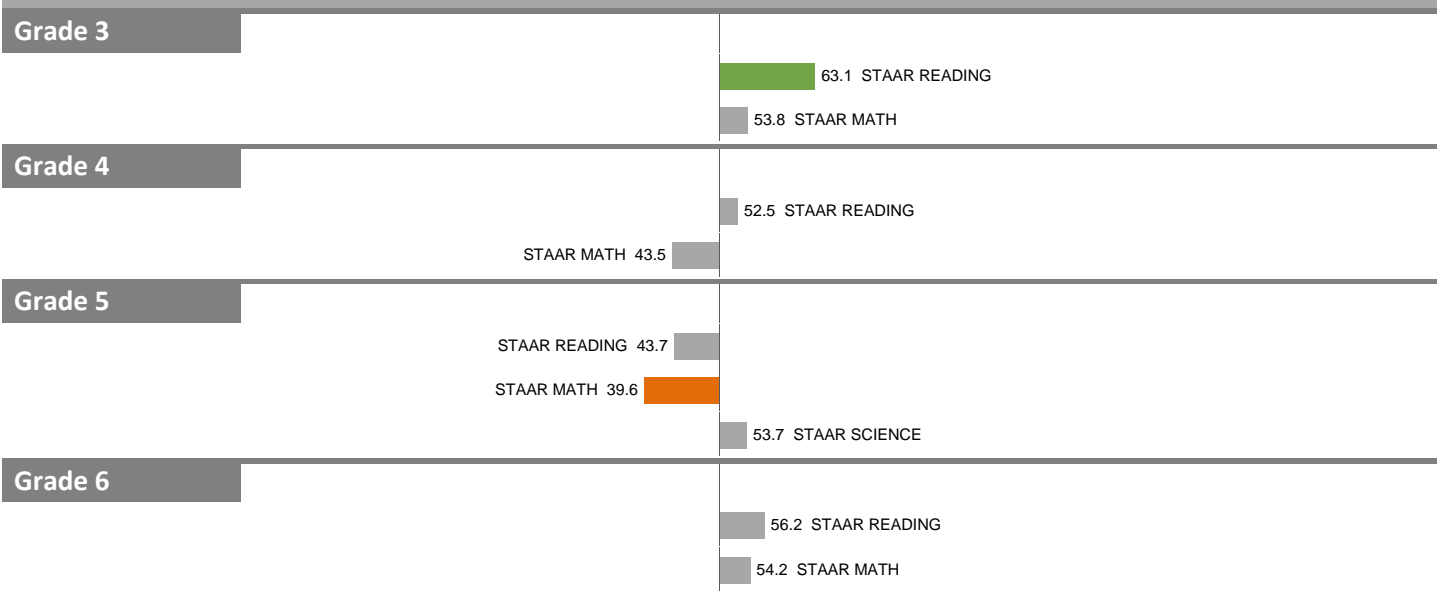 Grade 3
63.1 STAAR READING
53.8 STAAR MATH
Grade 4
52.5 STAAR READING
STAAR MATH 43.5
Grade 5
STAAR READING 43.7
STAAR MATH 39.6
53.7 STAAR SCIENCE
Grade 6
56.2 STAAR READING
54.2 STAAR MATH